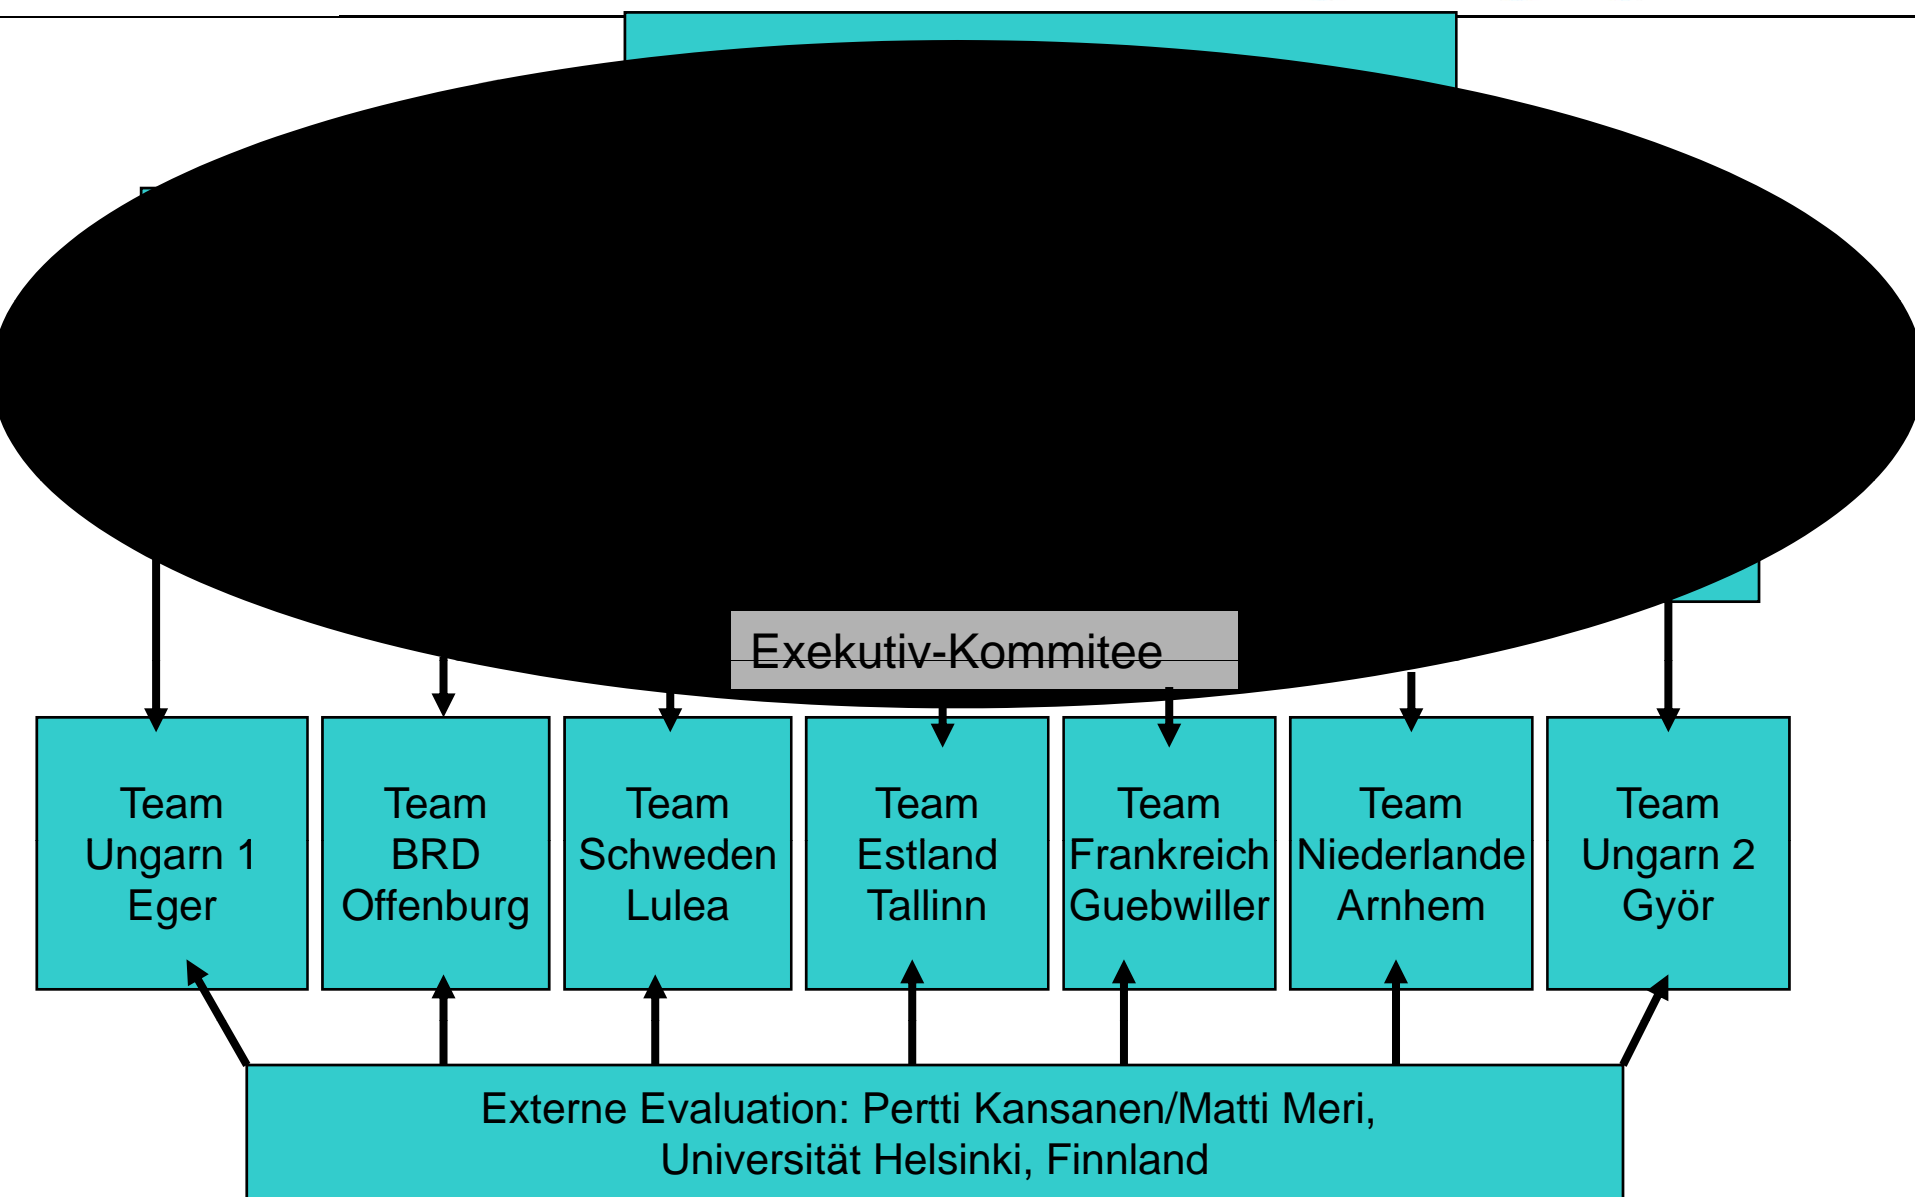 Exekutiv-Kommitee
Team
Ungarn 1
Eger
Team
BRD
Offenburg
Team
Schweden
Lulea
Team
Estland
Tallinn
Team
Frankreich
Guebwiller
Team
Niederlande
Arnhem
Team
Ungarn 2
Györ
Externe Evaluation: Pertti Kansanen/Matti Meri,
Universität Helsinki, Finnland